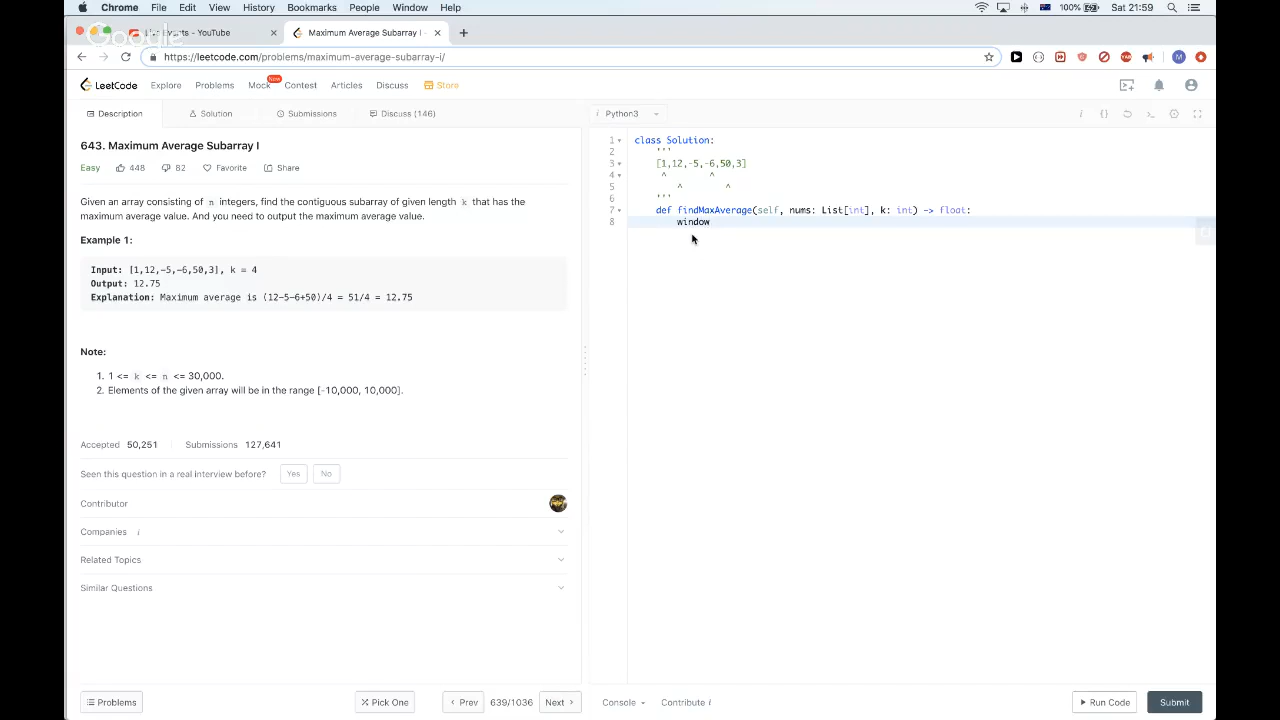 Chrome File Edit View History Bookmarks People Window Help 100% Sat 21:59
Google
Events - YouTube × Maximum Average Subarray I - × +
https://leetcode.com/problems/maximum-average-subarray-i/
LeetCode Explore Problems Mock New Contest Articles Discuss Store
Description Solution Submissions Discuss (146)
643. Maximum Average Subarray I
Easy 448 82 Favorite Share
Given an array consisting of n integers, find the contiguous subarray of given length k that has the
maximum average value. And you need to output the maximum average value.
Example 1:
Input: [1,12,-5,-6,50,3], k = 4
Output: 12.75
Explanation: Maximum average is (12-5-6+50)/4 = 51/4 = 12.75
Note:
1. 1 <= k <= n <= 30,000.
2. Elements of the given array will be in the range [-10,000, 10,000].
Accepted 50,251 Submissions 127,641
Seen this question in a real interview before? Yes No
Contributor
Companies i
Related Topics
Similar Questions
Problems Pick One Prev 639/1036 Next
i Python3
1 class Solution:
2 '''
3 [1,12,-5,-6,50,3]
4 ^ ^
5 ^ ^
6 '''
7 def findMaxAverage(self, nums: List[int], k: int) -> float:
8 window
Console Contribute i Run Code Submit